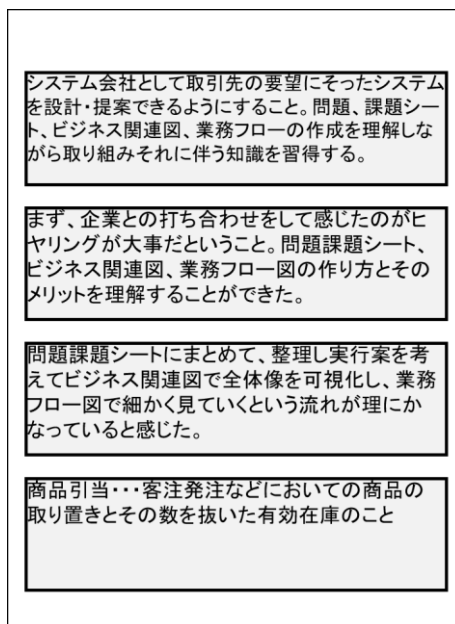 システム会社として取引先の要望にそったシステム
を設計・提案できるようにすること。問題、課題シー
ト、ビジネス関連図、業務フローの作成を理解しな
がら取り組みそれに伴う知識を習得する。
まず、企業との打ち合わせをして感じたのがヒ
ヤリングが大事だということ。問題課題シート、
ビジネス関連図、業務フロー図の作り方とその
メリットを理解することができた。
問題課題シートにまとめて、整理し実行案を考
えてビジネス関連図で全体像を可視化し、業務
フロー図で細かく見ていくという流れが理にか
なっていると感じた。
商品引当・・・客注発注などにおいての商品の
取り置きとその数を抜いた有効在庫のこと